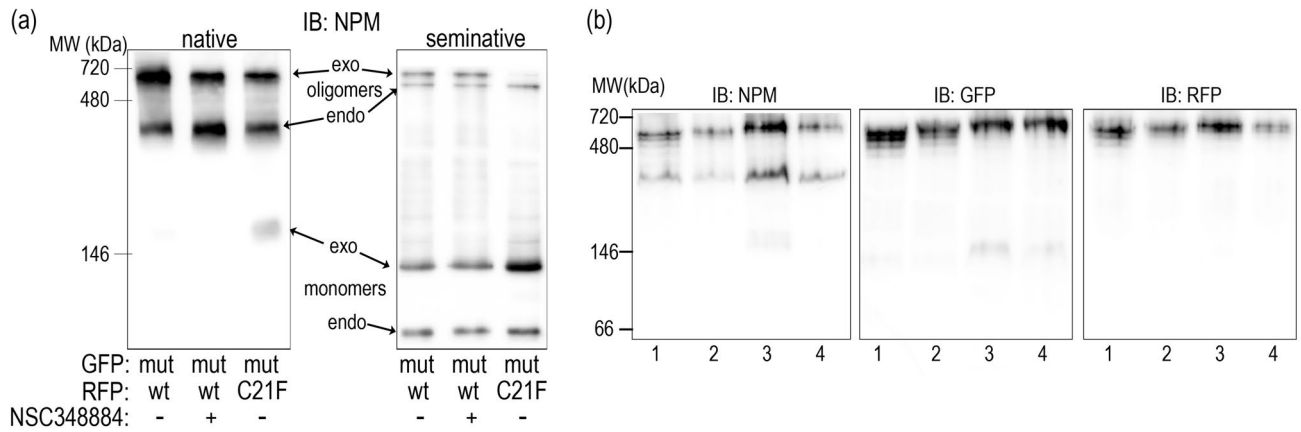 (a)
IB: NPM
MW (kDa)
native
seminative
720
480
146
exo
oligomers
endo
exo
monomers
endo
GFP: mut mut mut mut mut mut
RFP: wt wt C21F wt wt C21F
NSC348884: - + - - + -
(b)
MW(kDa)
IB: NPM IB: GFP IB: RFP
720
480
146
66
1 2 3 4 1 2 3 4 1 2 3 4